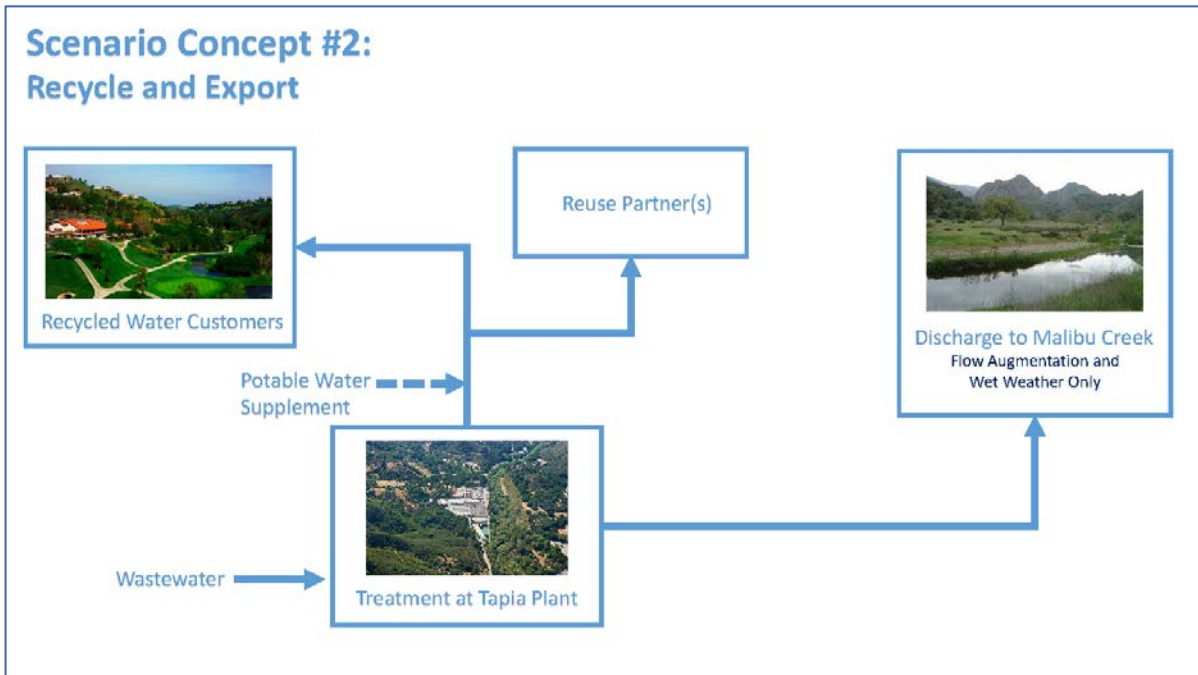 Scenario Concept #2:
Recycle and Export
Recycled Water Customers
Reuse Partner(s)
Discharge to Malibu Creek
Flow Augmentation and
Wet Weather Only
Potable Water
Supplement
Wastewater
Treatment at Tapia Plant